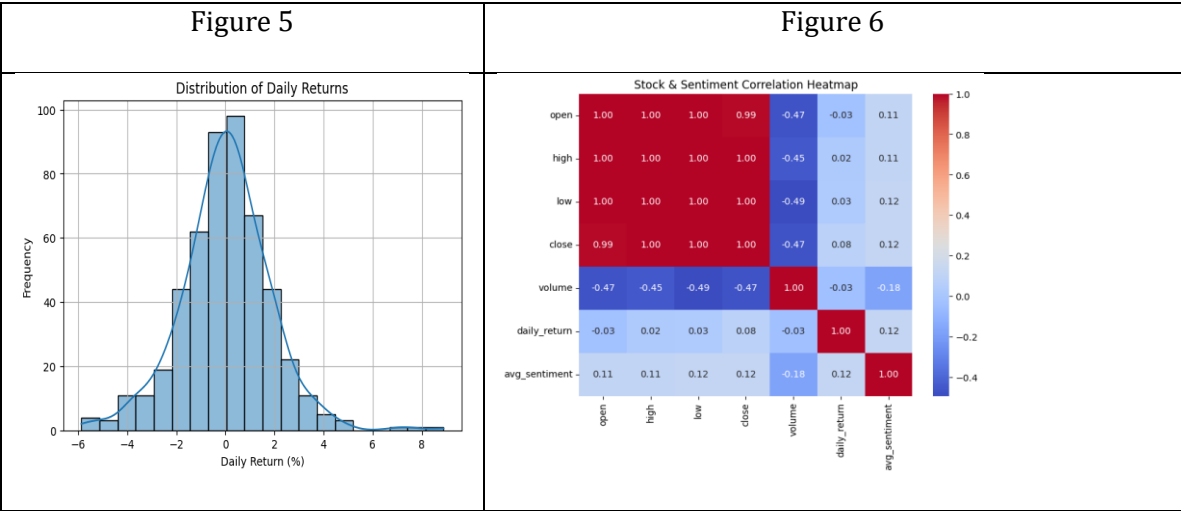 Figure 5
Figure 6
Distribution of Daily Returns
100
80
60
40
20
0
Frequency
−6 −4 −2 0 2 4 6 8
Daily Return (%)
Stock & Sentiment Correlation Heatmap
open 1.00 1.00 1.00 0.99 -0.47 -0.03 0.11
high 1.00 1.00 1.00 1.00 -0.45 0.02 0.11
low 1.00 1.00 1.00 1.00 -0.49 0.03 0.12
close 0.99 1.00 1.00 1.00 -0.47 0.08 0.12
volume -0.47 -0.45 -0.49 -0.47 1.00 -0.03 -0.18
daily_return -0.03 0.02 0.03 0.08 -0.03 1.00 0.12
avg_sentiment 0.11 0.11 0.12 0.12 -0.18 0.12 1.00
open high low close volume daily_return avg_sentiment
1.0
0.8
0.6
0.4
0.2
0.0
−0.2
−0.4